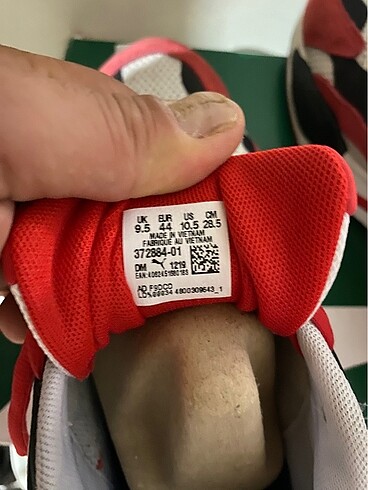 UK EUR US CM
9.5 44 10.5 28.5
MADE IN VIETNAM
FABRIQUE AU VIETNAM
372884-01
DM 1219
AD F9DCO